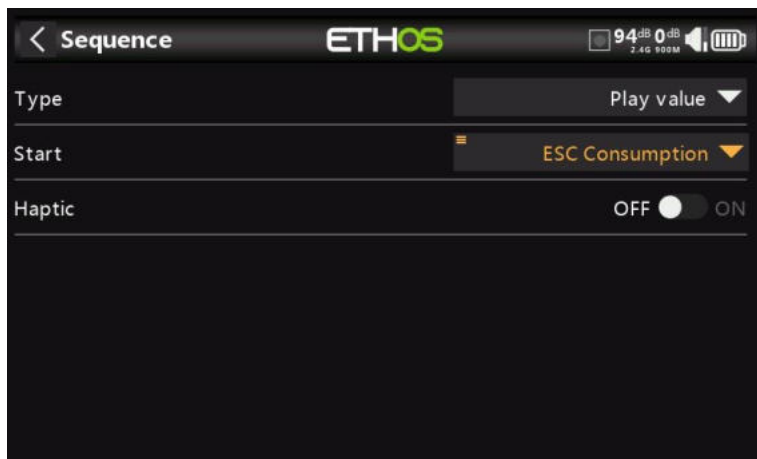 Sequence
ETHOS
94dB 0dB
2.4G 900M
Type
Play value
Start
ESC Consumption
Haptic
OFF ON